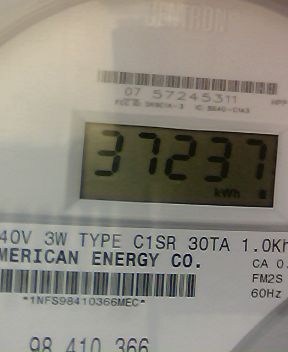 CENTRON
07 57245311
37237
kWh
40V 3W TYPE C1SR 30TA 1.0Kh
MERICAN ENERGY CO.
CA 0.
FM2S
60Hz
*1NFS98410366MEC*
98 410 366